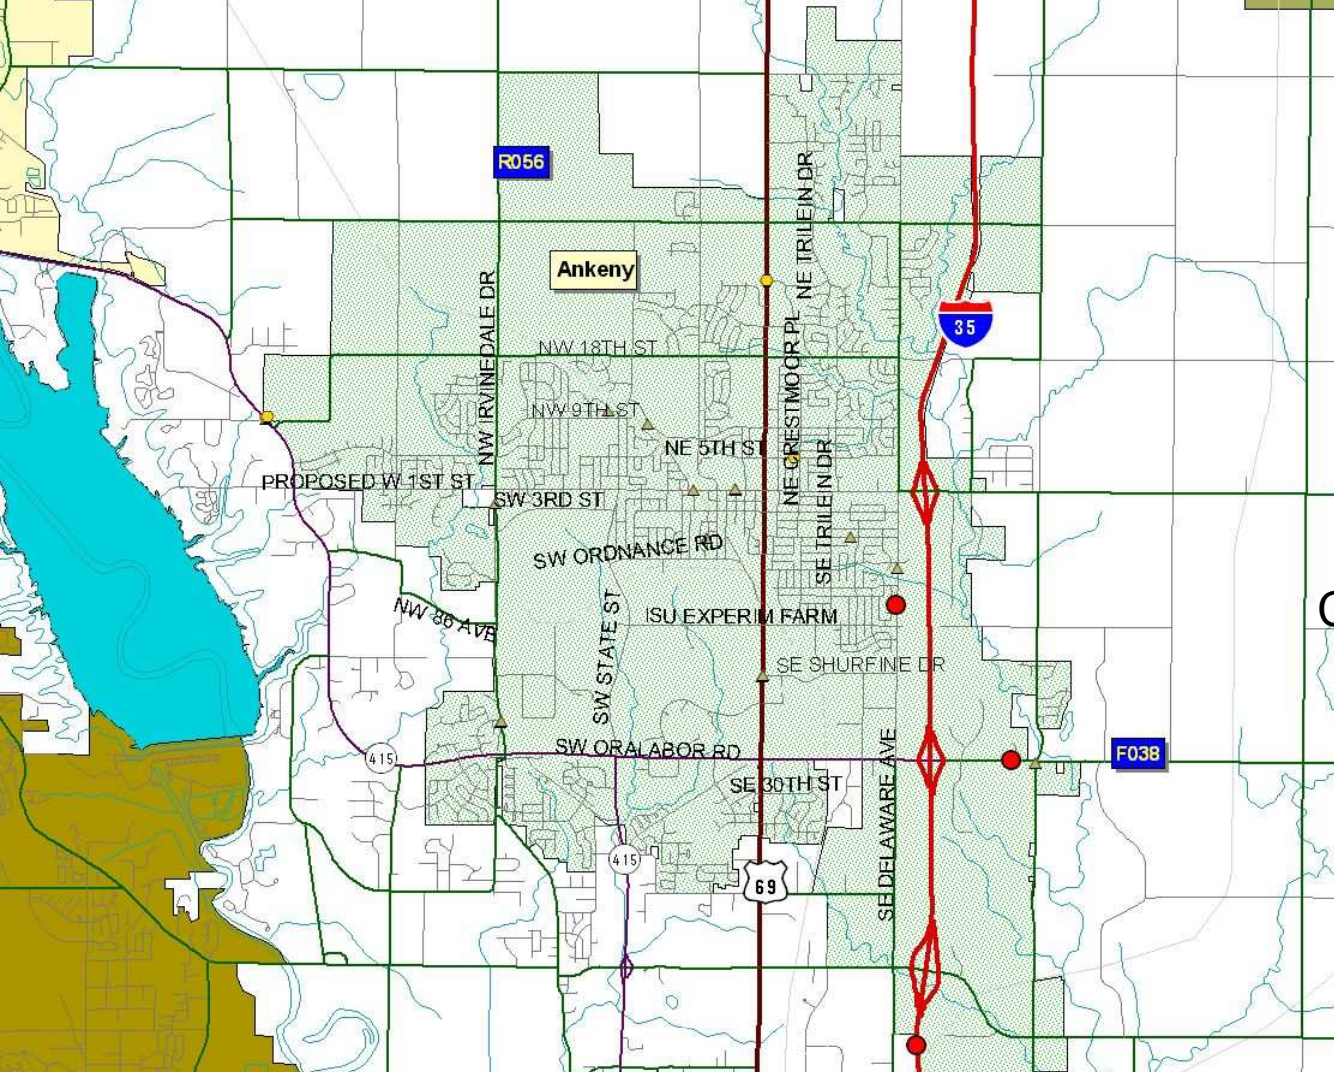 R056
Ankeny
NE TRILEIN DR
NW IRVINEDALE DR
35
NW 18TH ST
NE CRESTMOOR PL
NW 9TH ST
NE 5TH ST
PROPOSED W 1ST ST
SW 3RD ST
SE TRILEIN DR
SW ORDNANCE RD
NW 86 AVE
ISU EXPERIM FARM
SW STATE ST
SE SHURFINE DR
SW ORALABOR RD
415
F038
SE 30TH ST
SE DELAWARE AVE
415
69